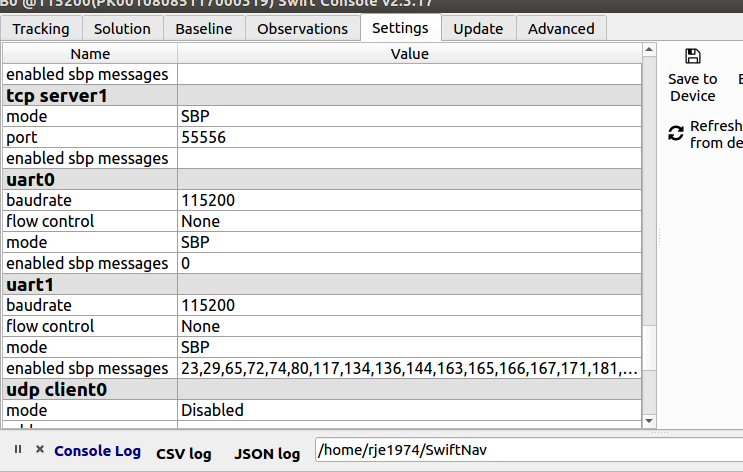 B0 @115200(PK00108085117000319) Swift Console v2.3.17
Tracking Solution Baseline Observations Settings Update Advanced
Name Value
enabled sbp messages
tcp server1
mode SBP
port 55556
enabled sbp messages
uart0
baudrate 115200
flow control None
mode SBP
enabled sbp messages 0
uart1
baudrate 115200
flow control None
mode SBP
enabled sbp messages 23,29,65,72,74,80,117,134,136,144,163,165,166,167,171,181,...
udp client0
mode Disabled
Save to
Device
Refresh
from de
Console Log CSV log JSON log /home/rje1974/SwiftNav